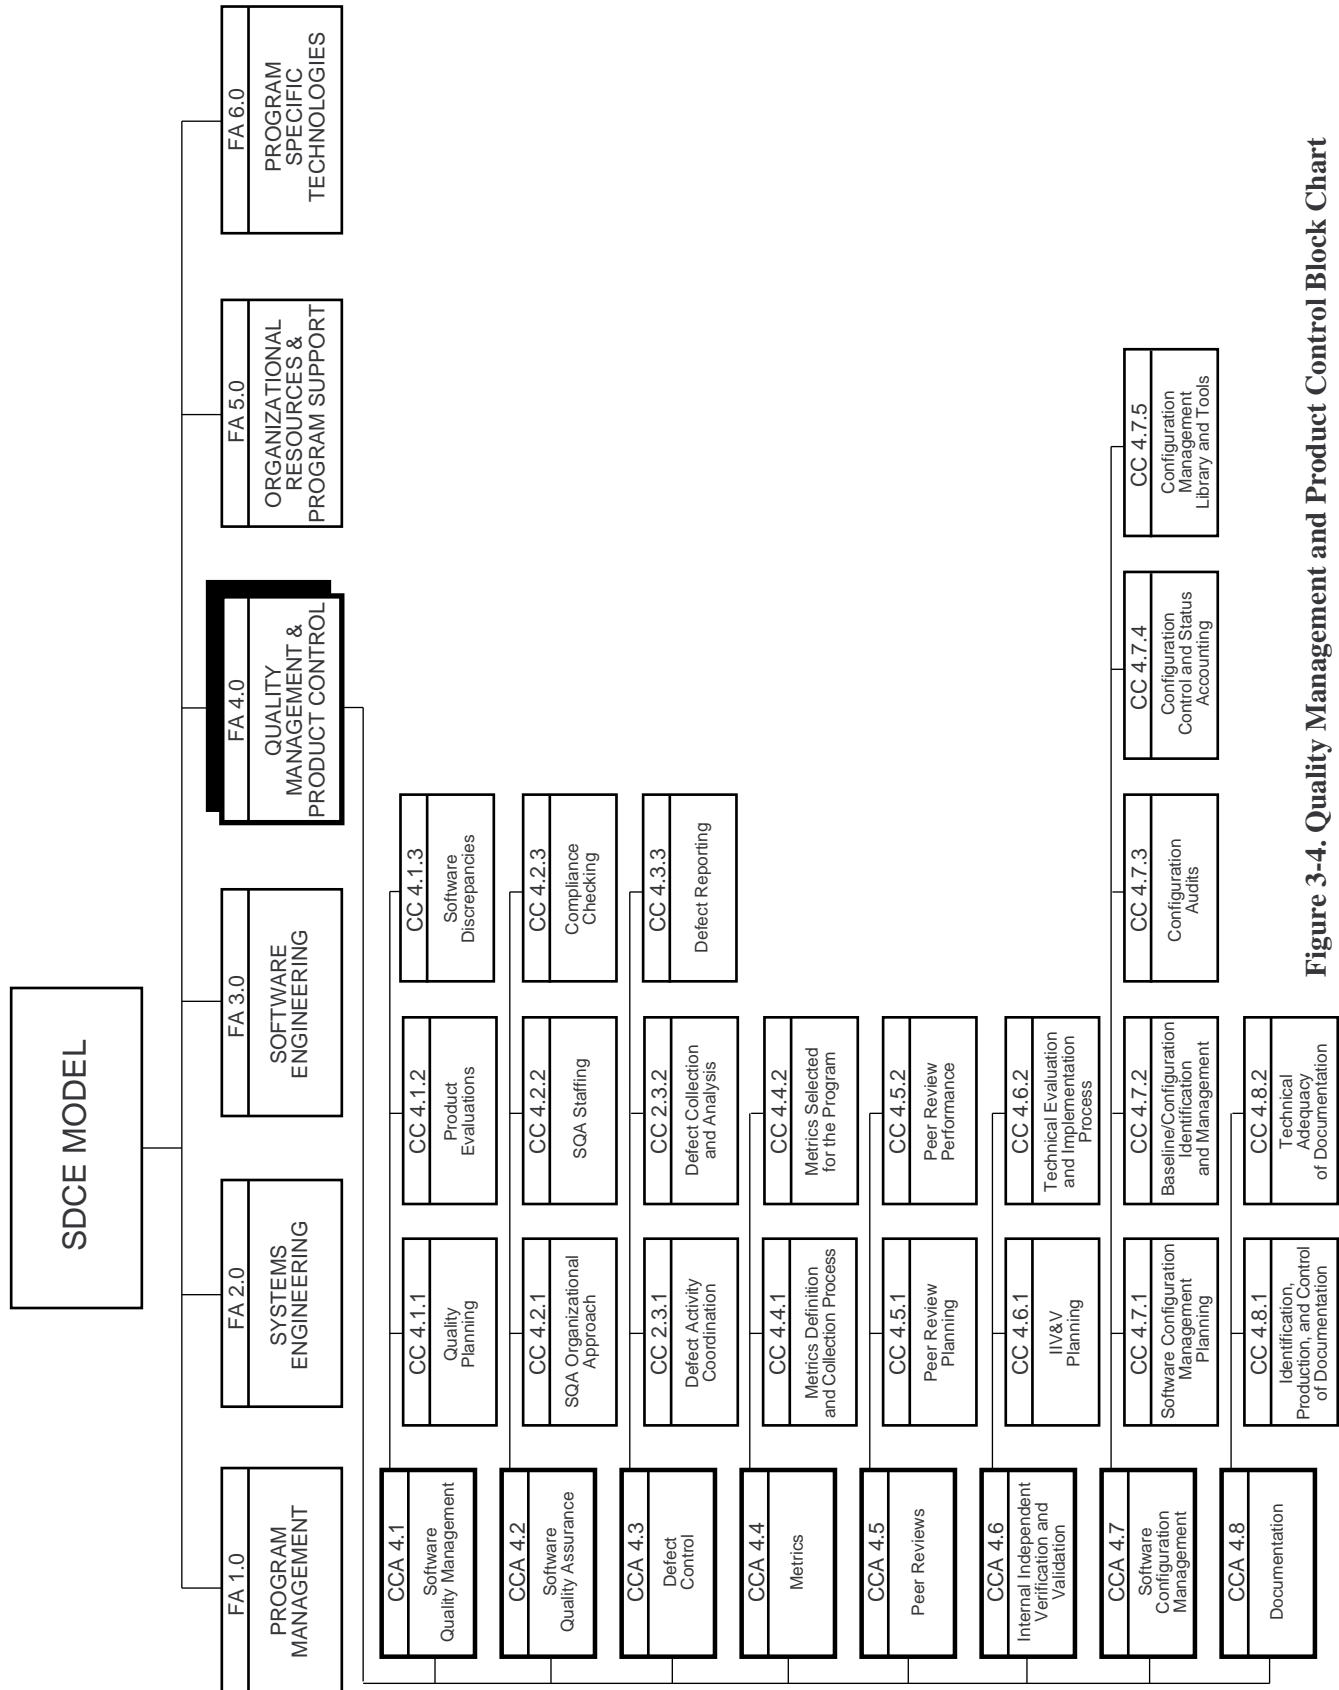 SDCE MODEL
FA 1.0
PROGRAM
MANAGEMENT
FA 2.0
SYSTEMS
ENGINEERING
FA 3.0
SOFTWARE
ENGINEERING
FA 4.0
QUALITY
MANAGEMENT &
PRODUCT CONTROL
FA 5.0
ORGANIZATIONAL
RESOURCES &
PROGRAM SUPPORT
FA 6.0
PROGRAM
SPECIFIC
TECHNOLOGIES
CCA 4.1
Software
Quality Management
CC 4.1.1
Quality
Planning
CC 4.1.2
Product
Evaluations
CC 4.1.3
Software
Discrepancies
CCA 4.2
Software
Quality Assurance
CC 4.2.1
SQA Organizational
Approach
CC 4.2.2
SQA Staffing
CC 4.2.3
Compliance
Checking
CCA 4.3
Defect
Control
CC 2.3.1
Defect Activity
Coordination
CC 2.3.2
Defect Collection
and Analysis
CC 4.3.3
Defect Reporting
CCA 4.4
Metrics
CC 4.4.1
Metrics Definition
and Collection Process
CC 4.4.2
Metrics Selected
for the Program
CCA 4.5
Peer Reviews
CC 4.5.1
Peer Review
Planning
CC 4.5.2
Peer Review
Performance
CCA 4.6
Internal Independent
Verification and
Validation
CC 4.6.1
IIV&V
Planning
CC 4.6.2
Technical Evaluation
and Implementation
Process
CCA 4.7
Software
Configuration
Management
CC 4.7.1
Software Configuration
Management
Planning
CC 4.7.2
Baseline/Configuration
Identification
and Management
CC 4.7.3
Configuration
Audits
CC 4.7.4
Configuration
Control and Status
Accounting
CC 4.7.5
Configuration
Management
Library and Tools
CCA 4.8
Documentation
CC 4.8.1
Identification,
Production, and Control
of Documentation
CC 4.8.2
Technical
Adequacy
of Documentation
Figure 3-4. Quality Management and Product Control Block Chart